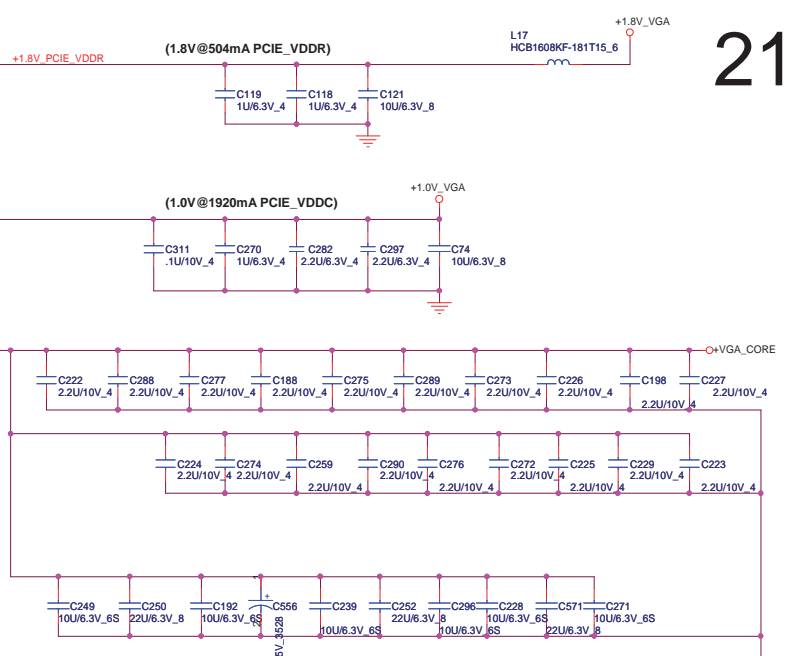 +1.8V_VGA
21
L17
HCB1608KF-181T15_6
(1.8V@504mA PCIE_VDDR)
+1.8V_PCIE_VDDR
C119
1U/6.3V_4
C118
1U/6.3V_4
C121
10U/6.3V_8
+1.0V_VGA
(1.0V@1920mA PCIE_VDDC)
C311
.1U/10V_4
C270
1U/6.3V_4
C282
2.2U/6.3V_4
C297
2.2U/6.3V_4
C74
10U/6.3V_8
+VGA_CORE
C222
2.2U/10V_4
C288
2.2U/10V_4
C277
2.2U/10V_4
C188
2.2U/10V_4
C275
2.2U/10V_4
C289
2.2U/10V_4
C273
2.2U/10V_4
C226
2.2U/10V_4
C198
2.2U/10V_4
C227
2.2U/10V_4
C224
2.2U/10V_4
C274
2.2U/10V_4
C259
2.2U/10V_4
C290
2.2U/10V_4
C276
2.2U/10V_4
C272
2.2U/10V_4
C225
2.2U/10V_4
C229
2.2U/10V_4
C223
2.2U/10V_4
C249
10U/6.3V_6S
C250
22U/6.3V_8
C192
10U/6.3V_6S
+
C556
5V_3528
C239
10U/6.3V_6S
C252
22U/6.3V_8
C296
10U/6.3V_6S
C228
10U/6.3V_6S
C571
22U/6.3V_8
C271
10U/6.3V_6S